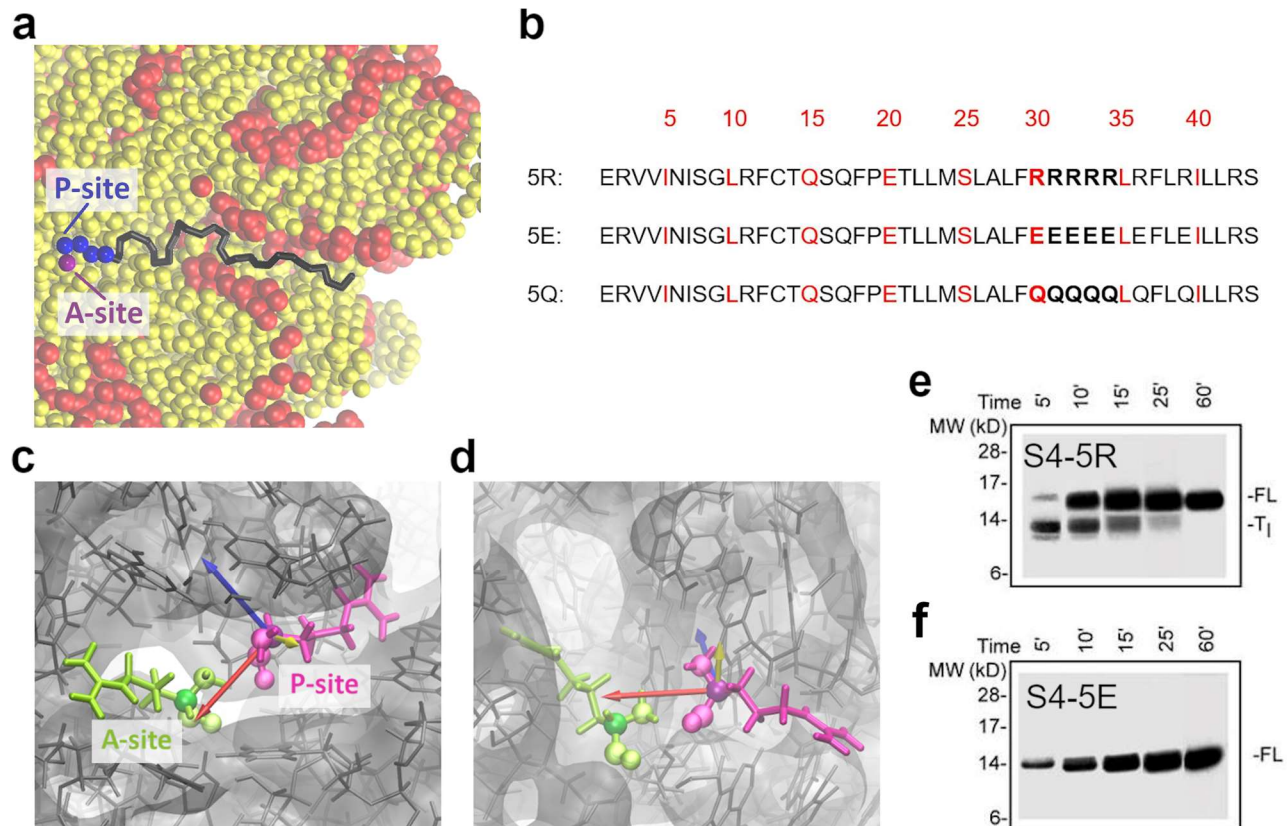 a
P-site
A-site
b
5 10 15 20 25 30 35 40
5R: ERVVINISGLRFCTQSQFPETLLMSLALFRRRRRLRFLRILLRS
5E: ERVVINISGLRFCTQSQFPETLLMSLALFEEEEELEFLEILLRS
5Q: ERVVINISGLRFCTQSQFPETLLMSLALFQQQQQLQFLQILLRS
c
P-site
A-site
d
e
Time 5' 10' 15' 25' 60'
MW (kD)
28-
S4-5R
17-
-FL
14-
-TI
6-
f
Time 5' 10' 15' 25' 60'
MW (kD)
28-
S4-5E
17-
14-
-FL
6-